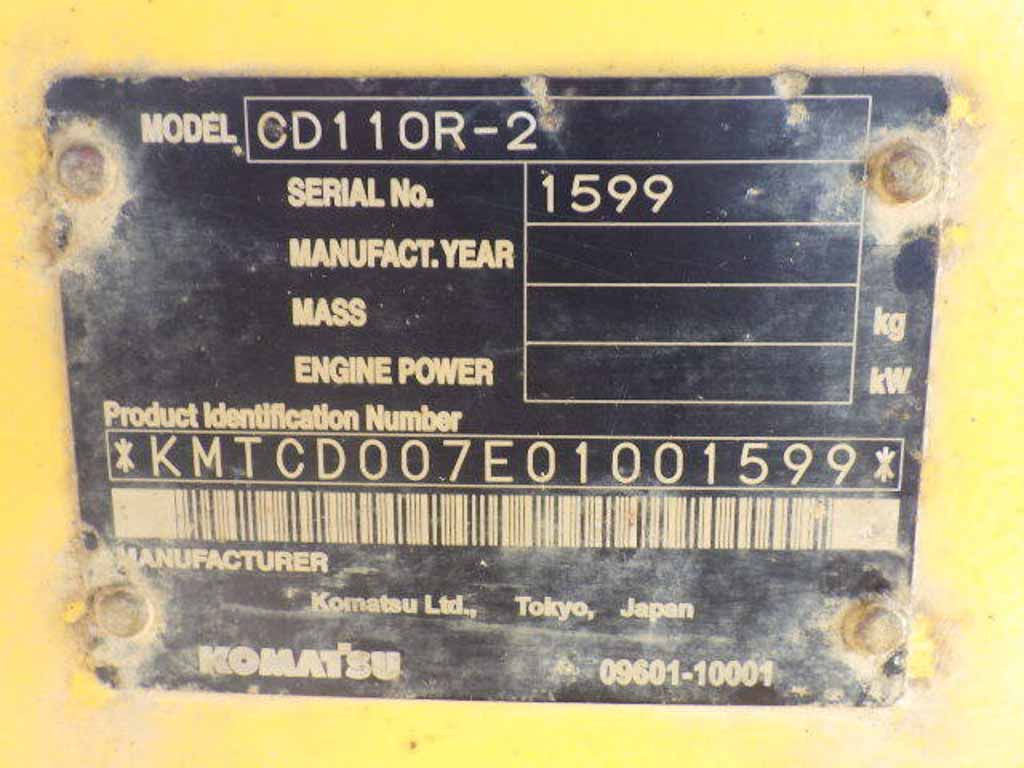 MODEL CD110R-2
SERIAL No. 1599
MANUFACT. YEAR
MASS kg
ENGINE POWER kW
Product Identification Number
*KMTCD007E01001599*
MANUFACTURER
Komatsu Ltd., Tokyo, Japan
KOMATSU 09601-10001